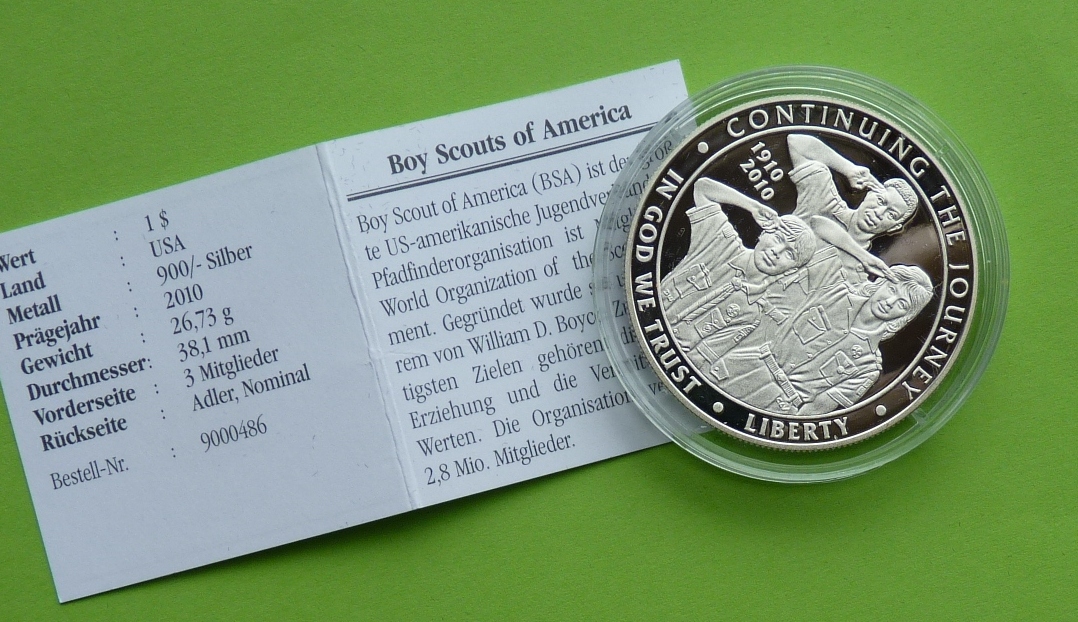 Wert : 1 $
Land : USA
Metall : 900/- Silber
Prägejahr : 2010
Gewicht : 26,73 g
Durchmesser: 38,1 mm
Vorderseite : 3 Mitglieder
Rückseite : Adler, Nominal
Bestell-Nr. : 9000486
Boy Scouts of America
Boy Scout of America (BSA) ist
te US-amerikanische
Pfadfinderorganisation ist
World Organization of the
ment. Gegründet wurde
rem von William D. Boyce
tigsten Zielen gehören
Erziehung und die
Werten. Die Organisation
2,8 Mio. Mitglieder.
CONTINUING THE JOURNEY
1910
2010
IN GOD WE TRUST
LIBERTY